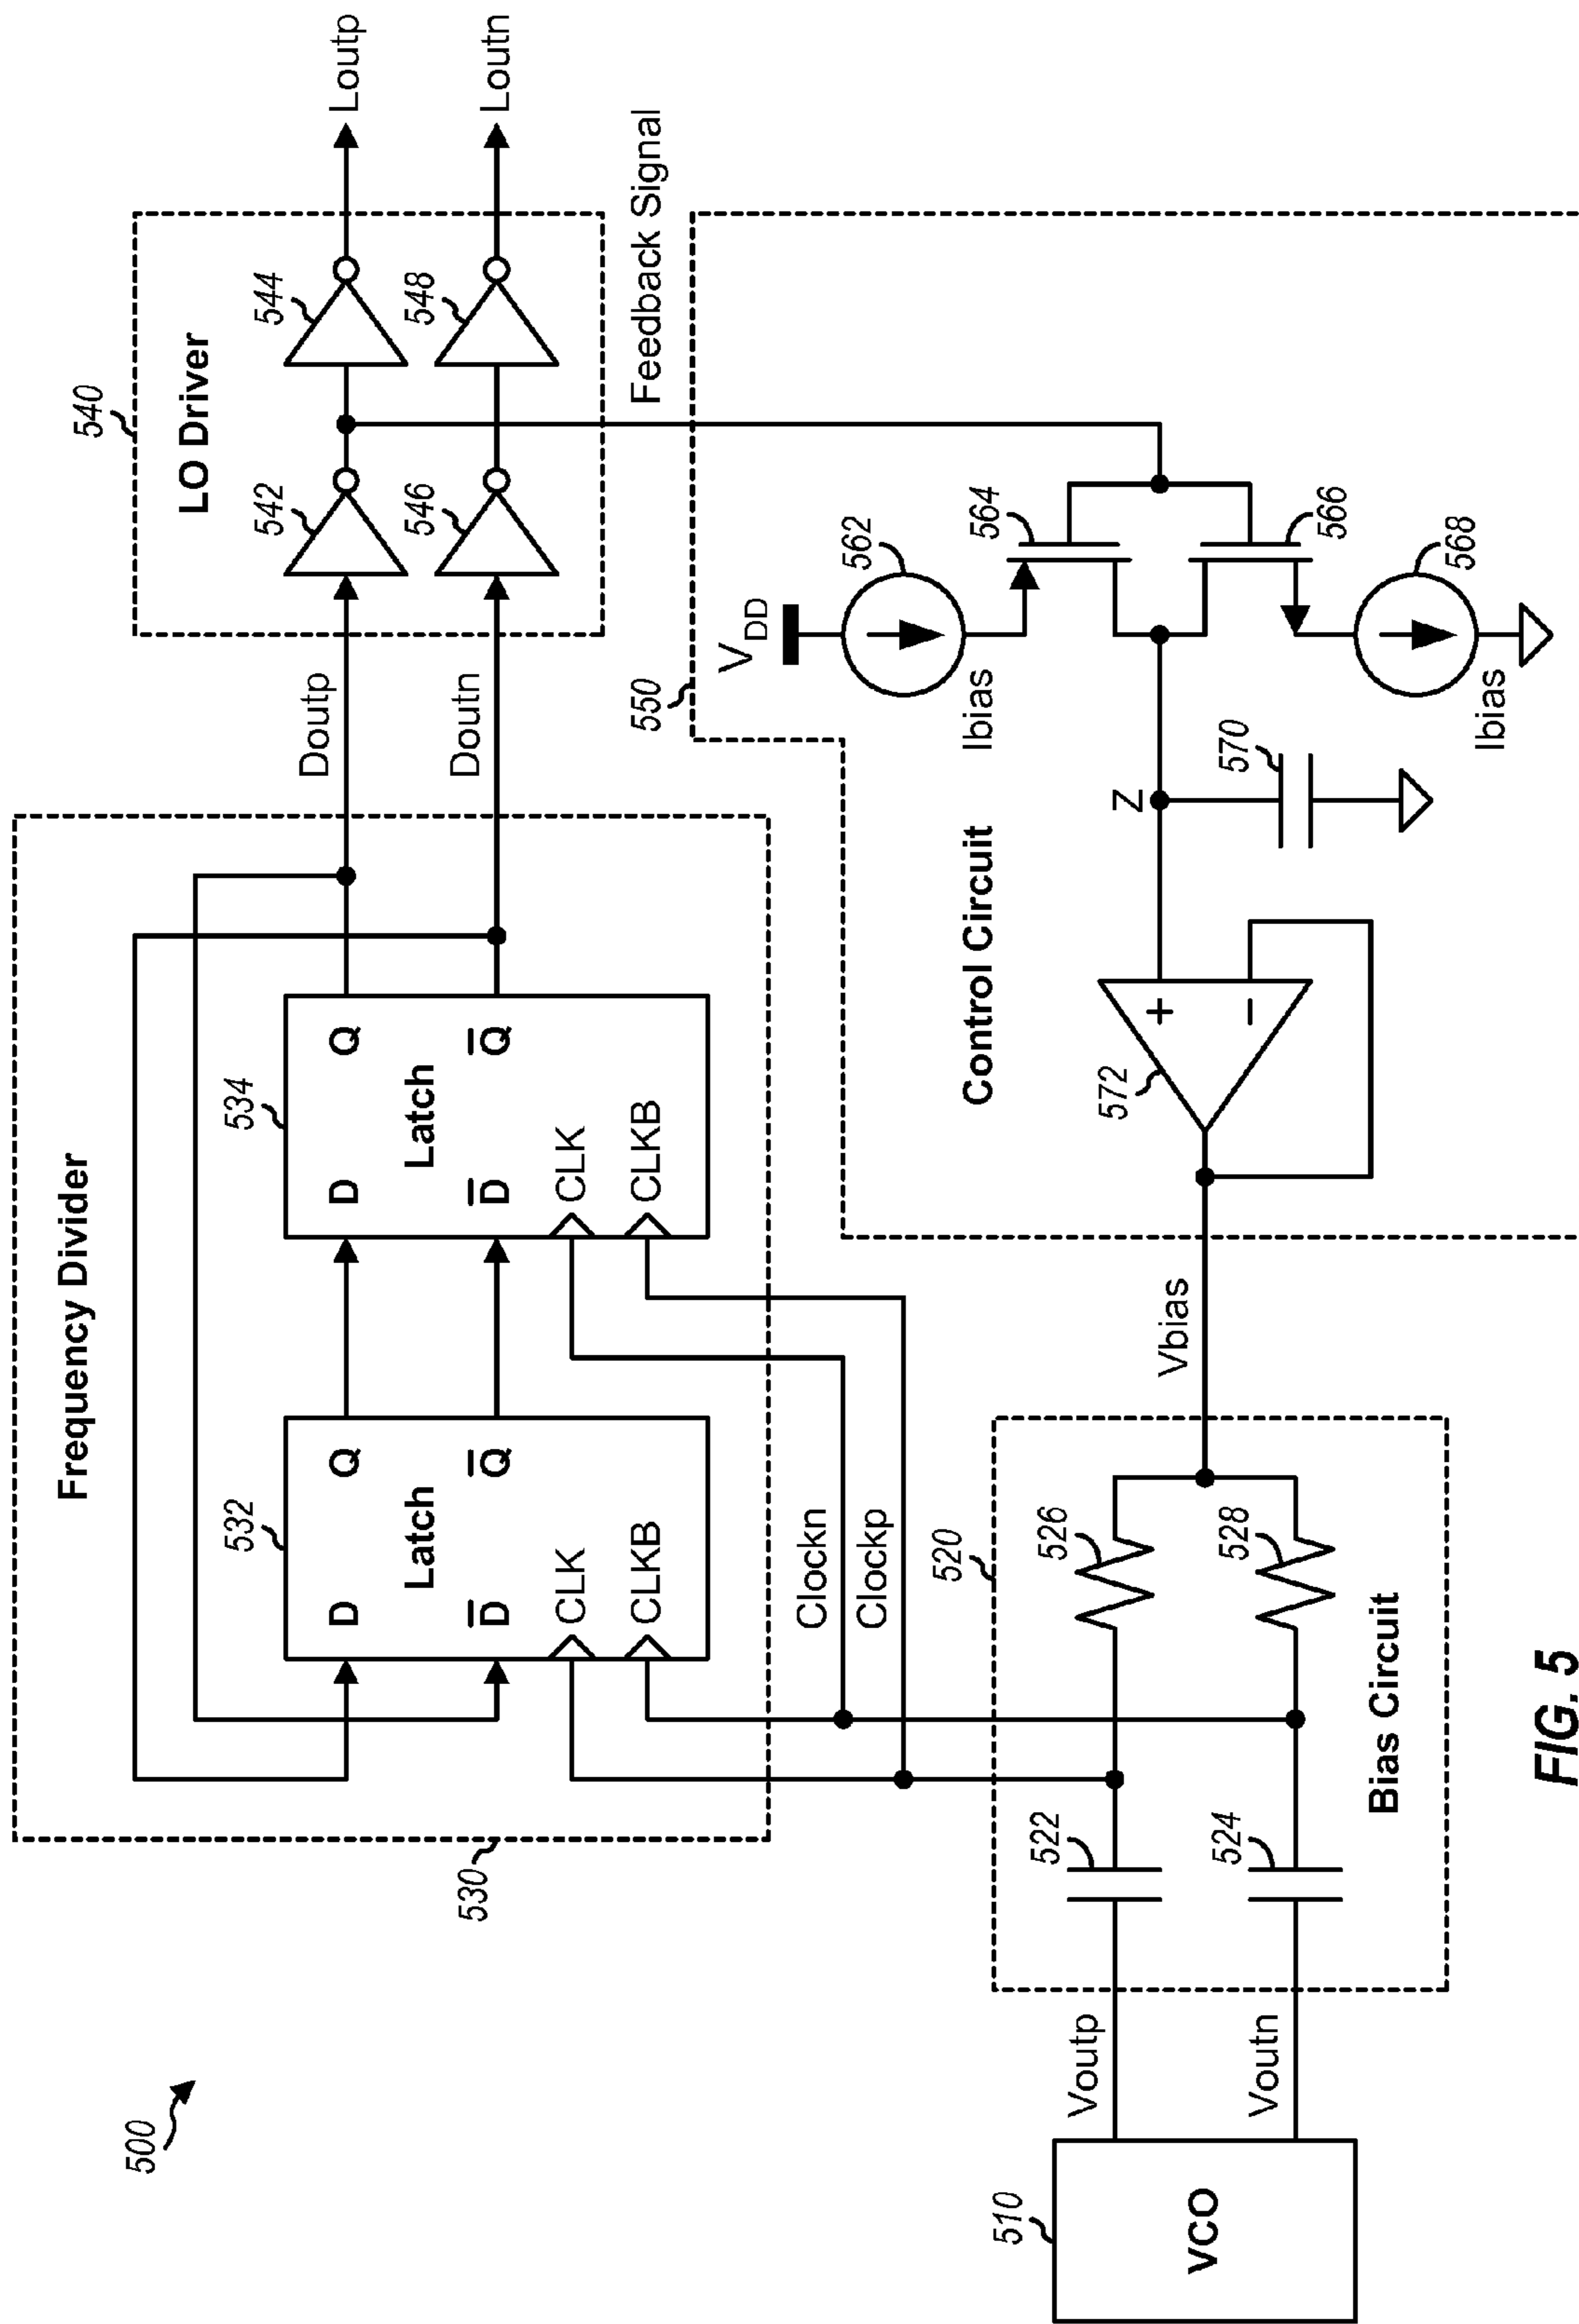 500
Frequency Divider
530
532
D Q
Latch
D̅ Q̅
CLK
CLKB
534
D Q
Latch
D̅ Q̅
CLK
CLKB
Doutp
Doutn
540
LO Driver
542
544
546
548
Loutp
Loutn
Feedback Signal
Clockn
Clockp
510
VCO
Voutp
Voutn
520
522
524
526
528
Bias Circuit
Vbias
550
Control Circuit
572
+
−
Z
570
VDD
562
Ibias
564
566
568
Ibias
FIG. 5